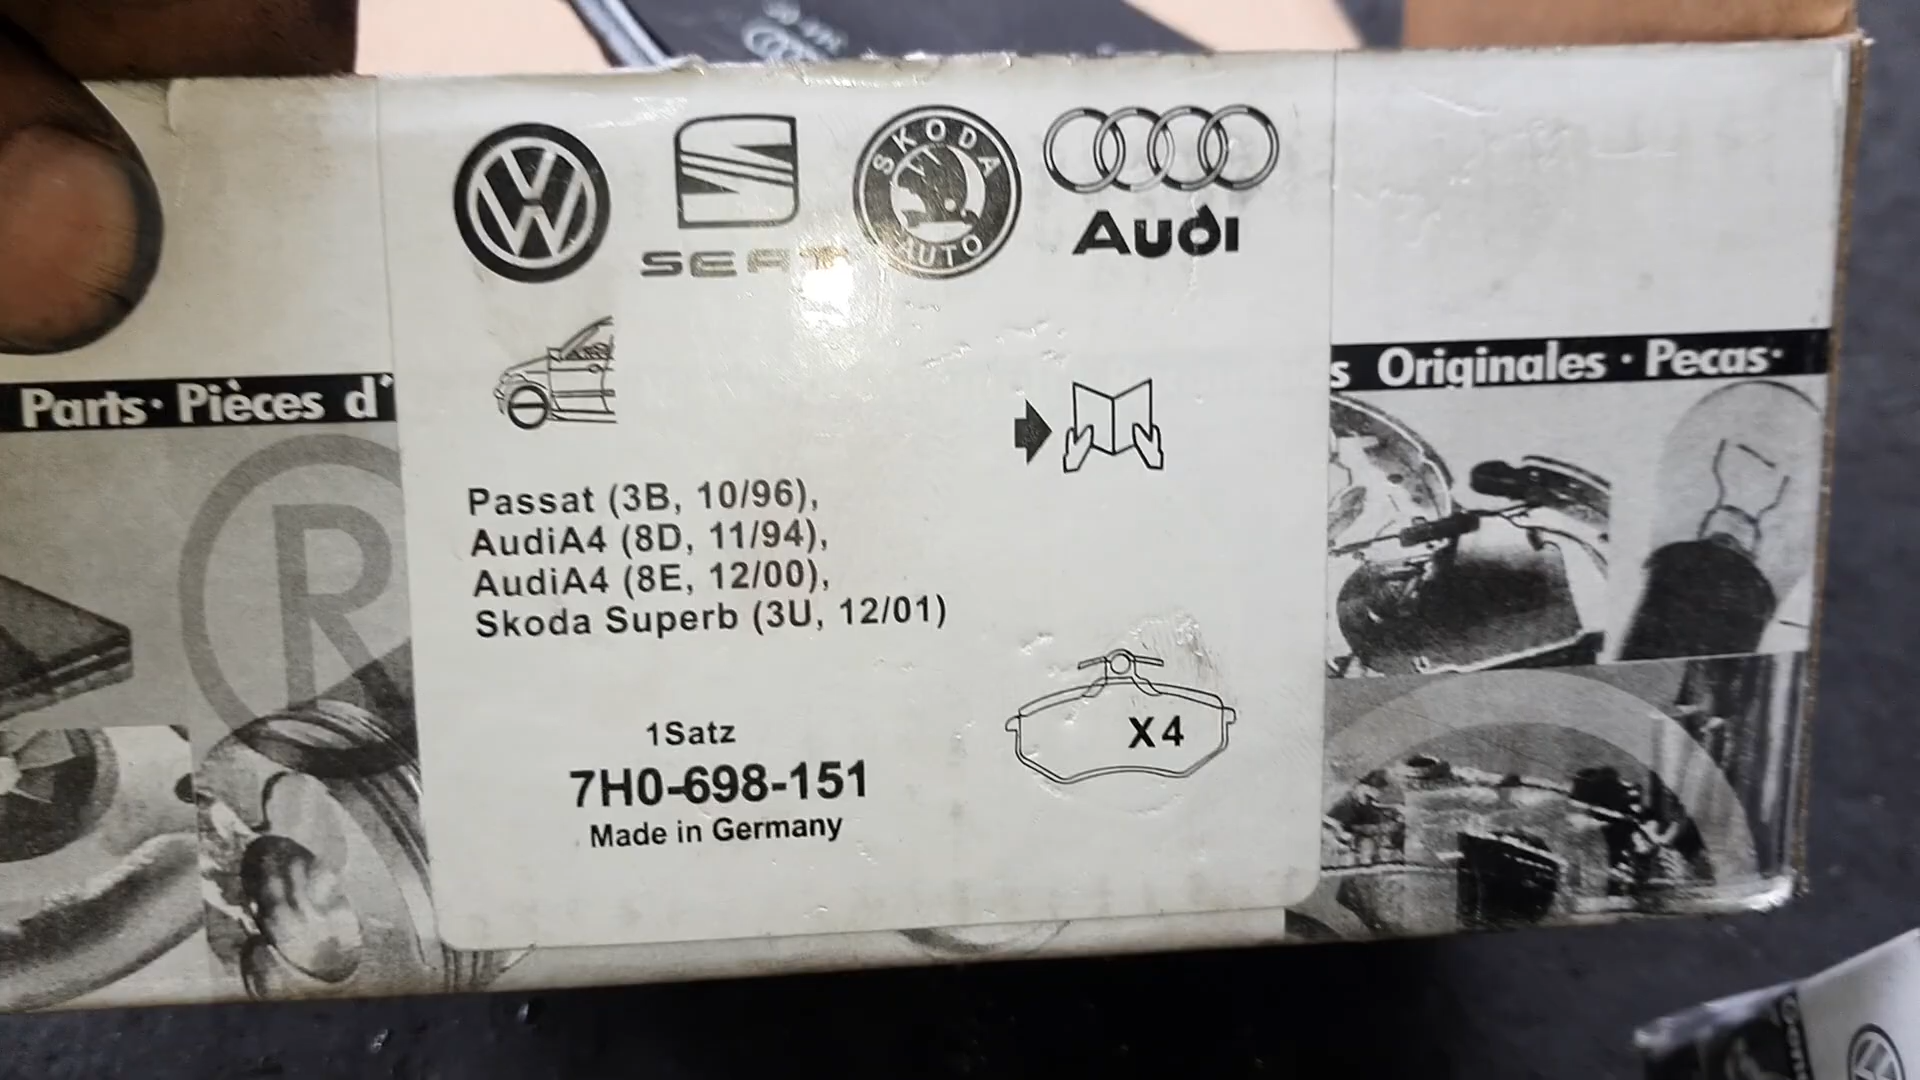 SEAT
SKODA
AUTO
Audi
Parts · Pièces d'
s Originales · Pecas ·
Passat (3B, 10/96),
AudiA4 (8D, 11/94),
AudiA4 (8E, 12/00),
Skoda Superb (3U, 12/01)
R
X4
1Satz
7H0-698-151
Made in Germany